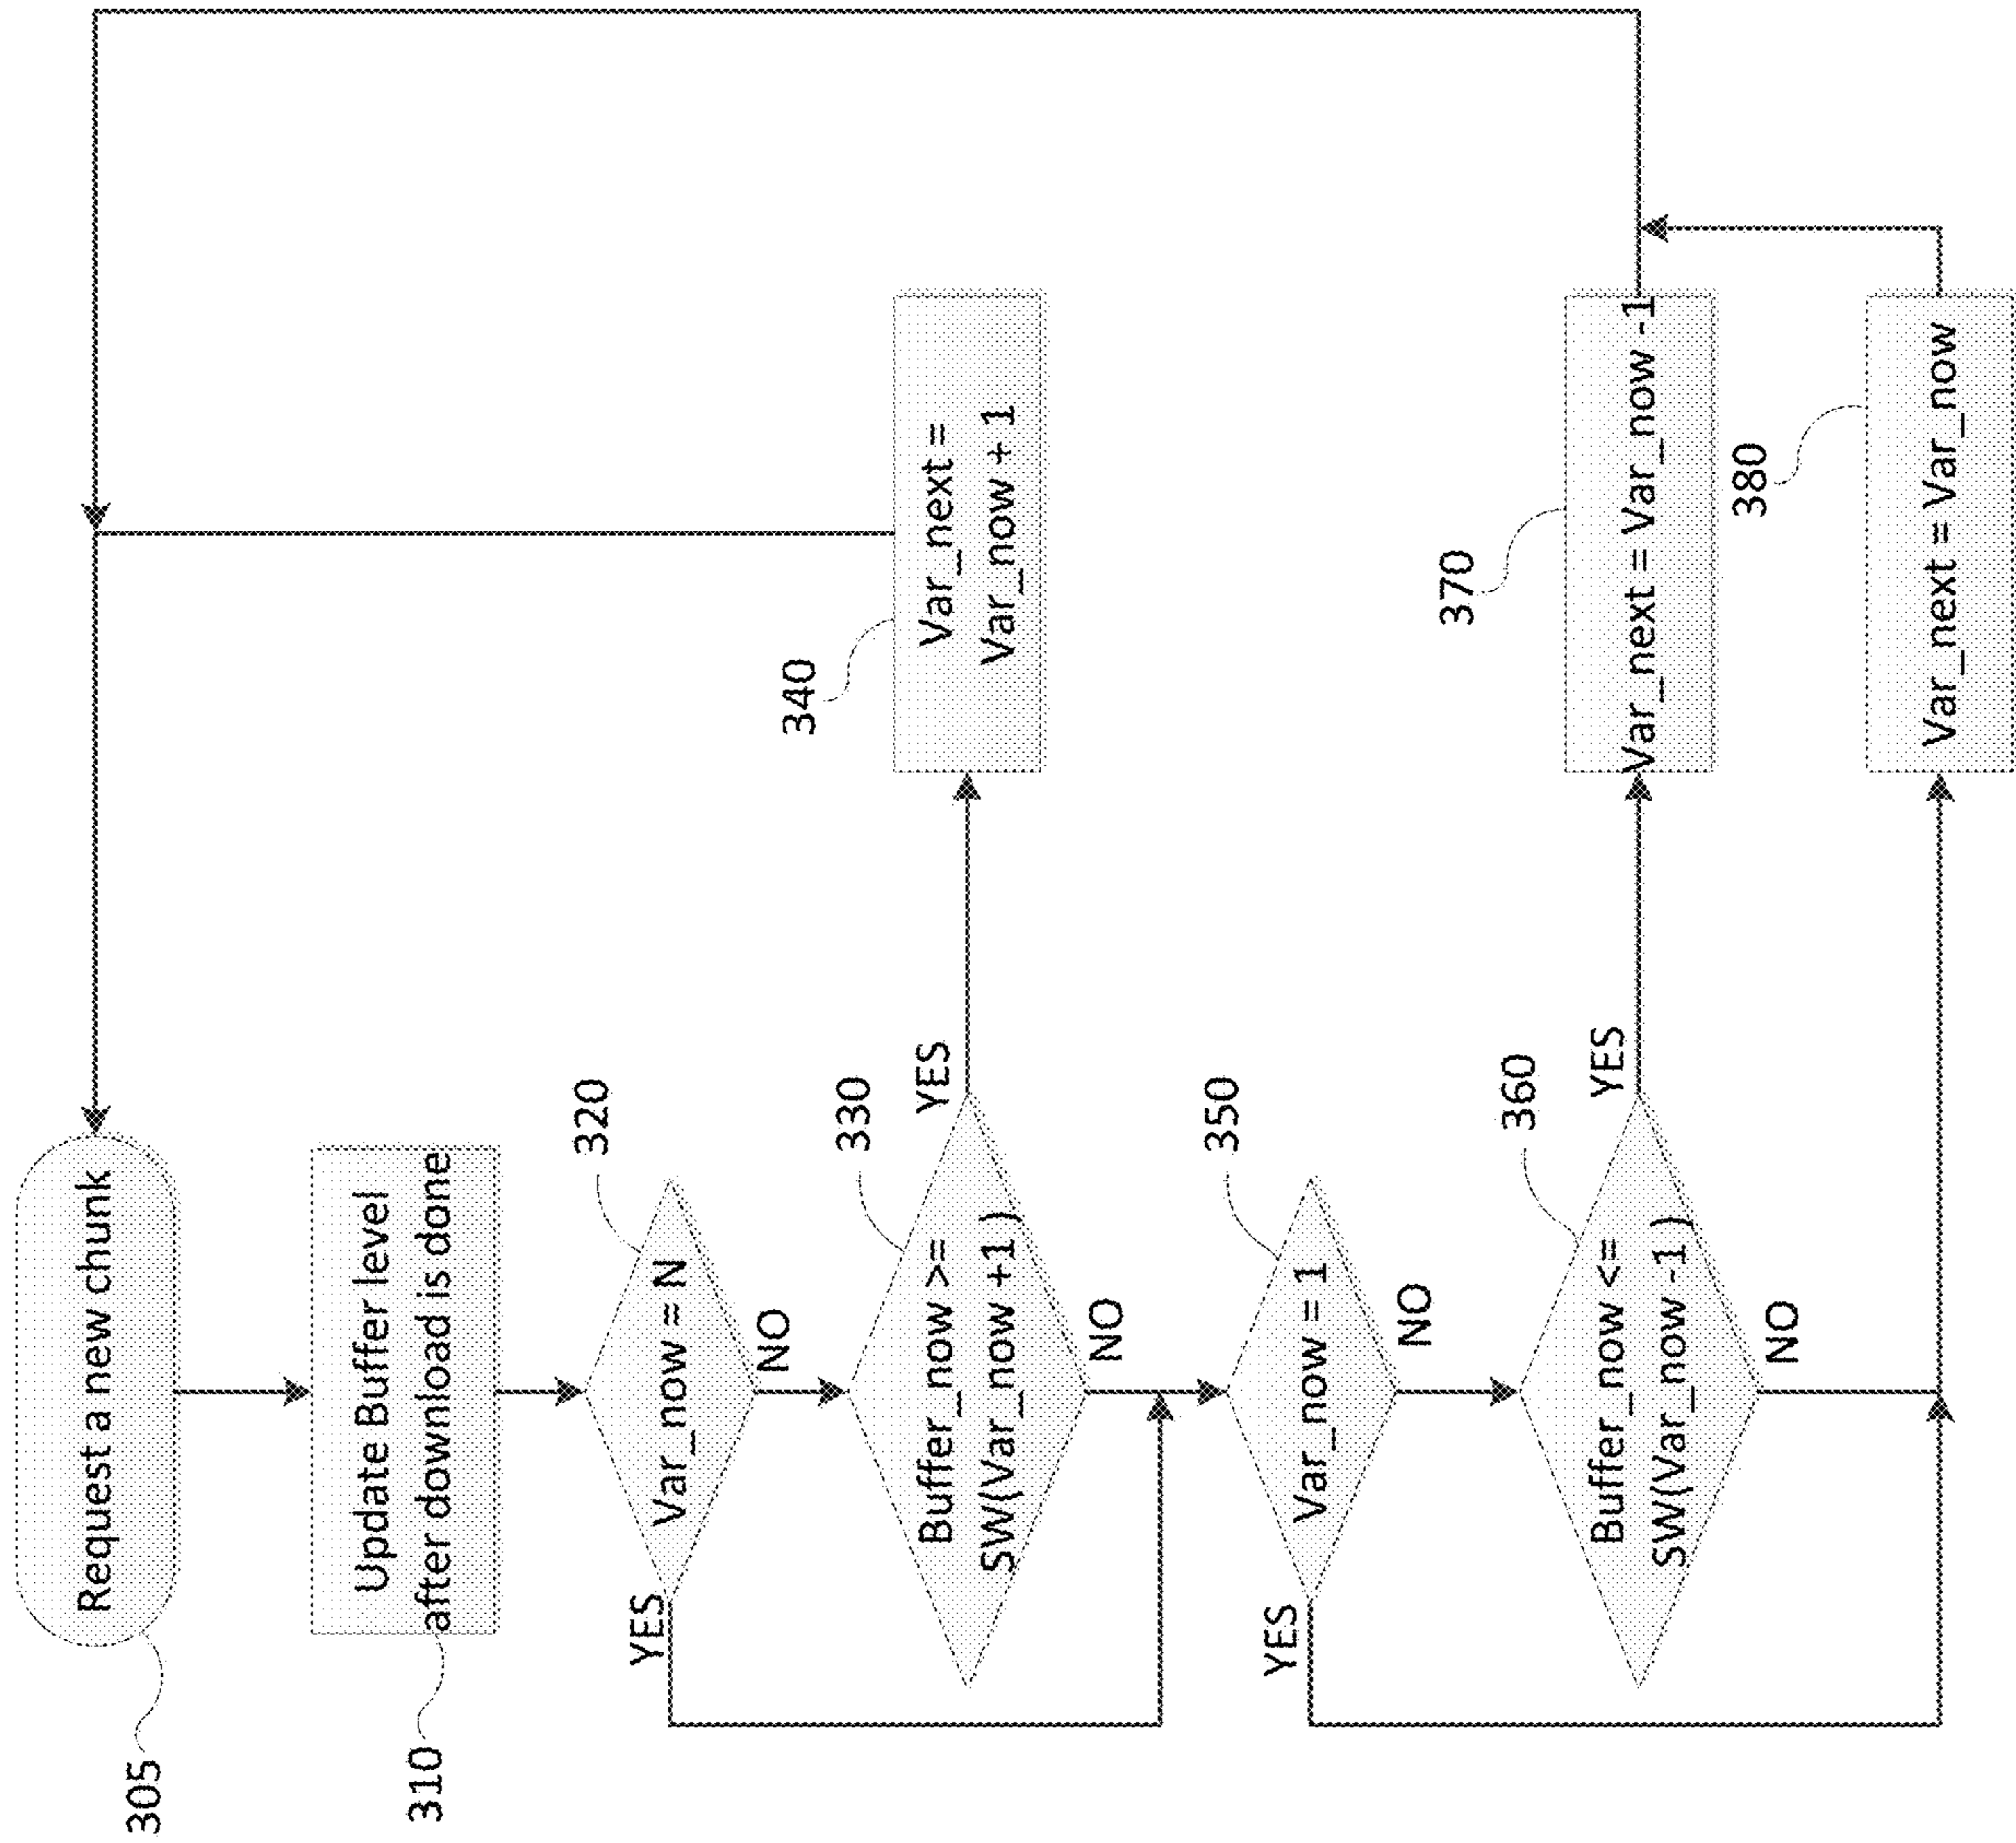 Request a new chunk
305
Update Buffer level
after download is done
310
Var_now = N
320
YES
NO
Buffer_now >=
SW(Var_now +1 )
330
YES
NO
Var_next =
Var_now + 1
340
Var_now = 1
350
YES
NO
Buffer_now <=
SW(Var_now -1 )
360
YES
NO
Var_next = Var_now -1
370
Var_next = Var_now
380